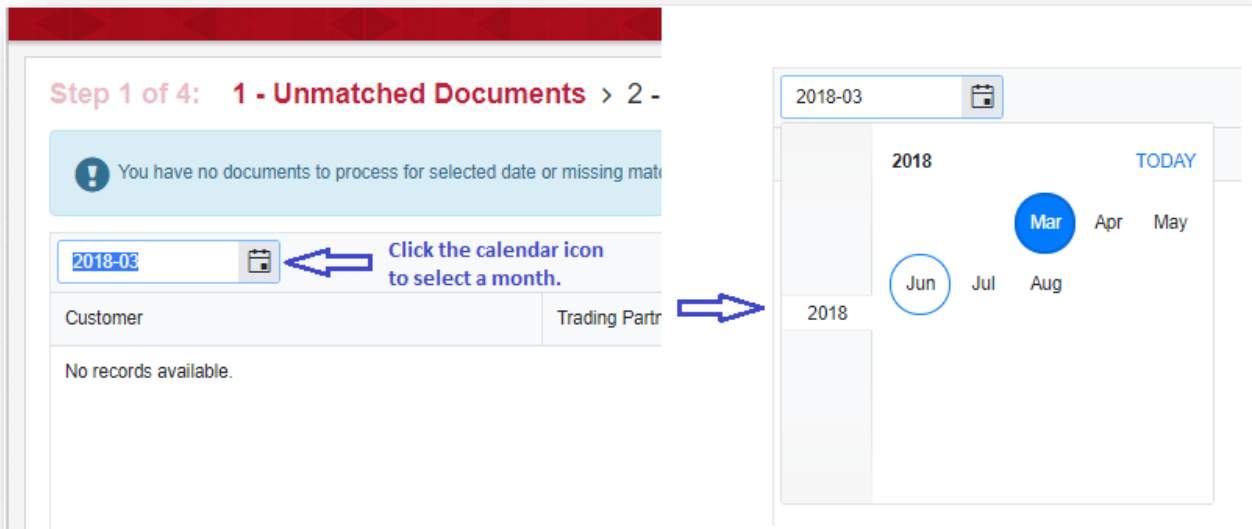 Step 1 of 4: 1 - Unmatched Documents > 2 -
You have no documents to process for selected date or missing
2018-03
Click the calendar icon
to select a month.
Customer
Trading
No records available.
2018-03
2018
TODAY
Mar Apr May
Jun Jul Aug
2018